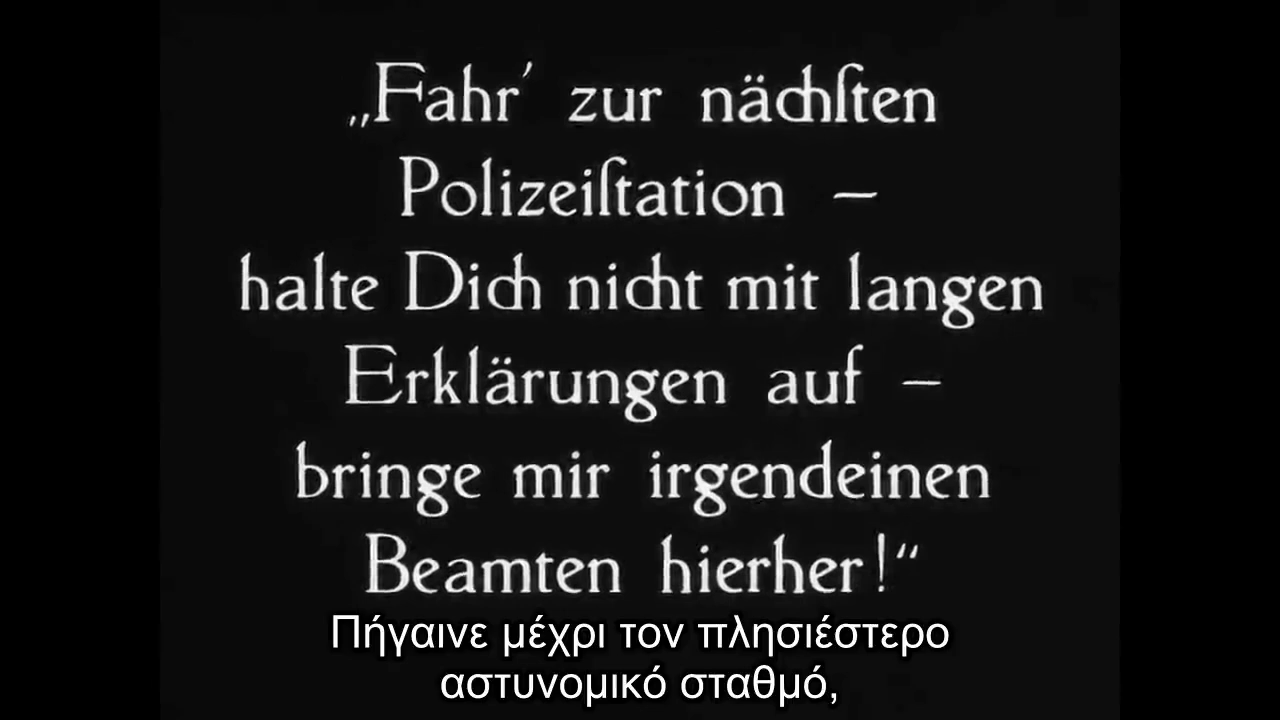 „Fahr’ zur nächſten
Polizeiſtation –
halte Dich nicht mit langen
Erklärungen auf –
bringe mir irgendeinen
Beamten hierher!“
Πήγαινε μέχρι τον πλησιέστερο
αστυνομικό σταθμό,